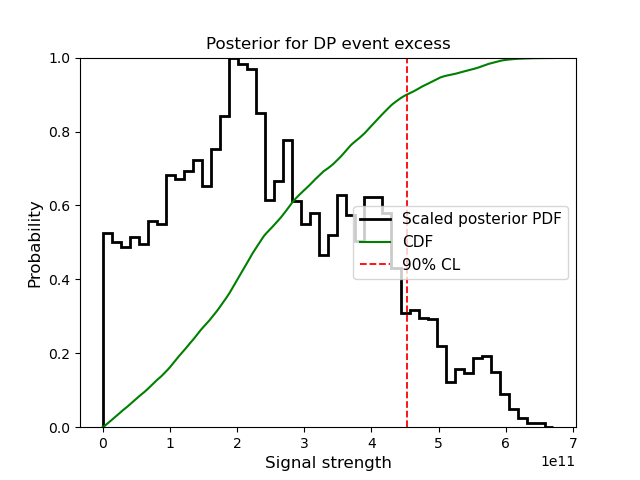 Posterior for DP event excess
1.0
0.8
0.6
0.4
0.2
0.0
Probability
Scaled posterior PDF
CDF
90% CL
0
1
2
3
4
5
6
7
1e11
Signal strength